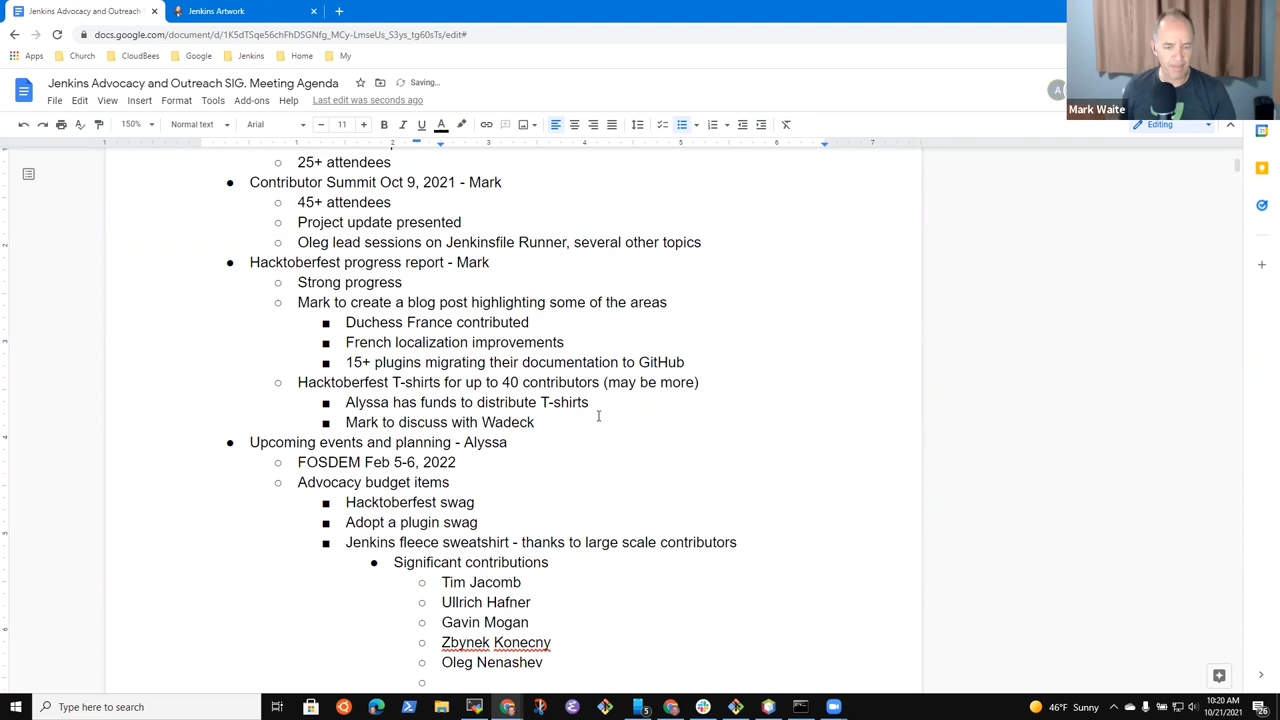 Jenkins Advocacy and Outreach S
Jenkins Artwork
docs.google.com/document/d/1K5dTSqe56chFhDSGNfg_MCy-LmseUs_S3ys_tg60sTs/edit#
Apps
Church
CloudBees
Google
Jenkins
Home
My
Jenkins Advocacy and Outreach SIG. Meeting Agenda
Saving...
A
File Edit View Insert Format Tools Add-ons Help Last edit was seconds ago
Mark Waite
150% Normal text Arial 11
Editing
1 1 2 3 4 5 6 7
25+ attendees
Contributor Summit Oct 9, 2021 - Mark
45+ attendees
Project update presented
Oleg lead sessions on Jenkinsfile Runner, several other topics
Hacktoberfest progress report - Mark
Strong progress
Mark to create a blog post highlighting some of the areas
Duchess France contributed
French localization improvements
15+ plugins migrating their documentation to GitHub
Hacktoberfest T-shirts for up to 40 contributors (may be more)
Alyssa has funds to distribute T-shirts
Mark to discuss with Wadeck
Upcoming events and planning - Alyssa
FOSDEM Feb 5-6, 2022
Advocacy budget items
Hacktoberfest swag
Adopt a plugin swag
Jenkins fleece sweatshirt - thanks to large scale contributors
Significant contributions
Tim Jacomb
Ullrich Hafner
Gavin Mogan
Zbynek Konecny
Oleg Nenashev
Type here to search
46°F Sunny
10:20 AM
10/21/2021